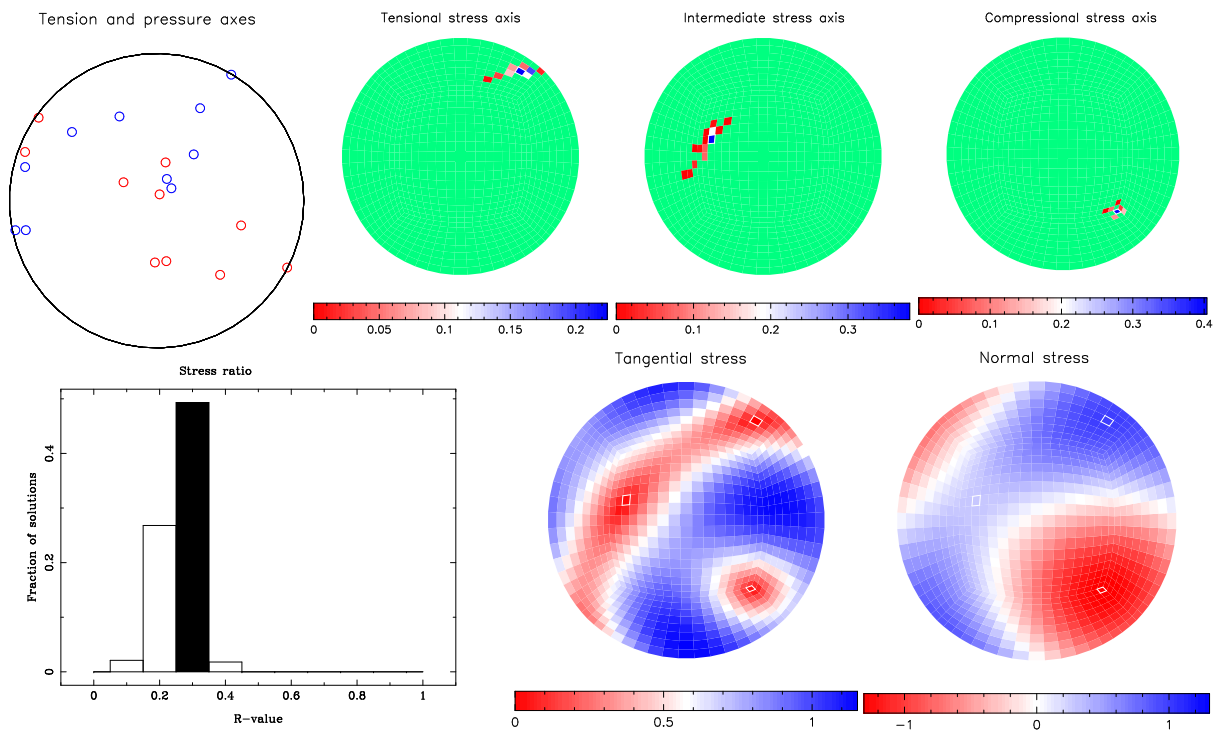 Tension and pressure axes
Tensional stress axis
Intermediate stress axis
Compressional stress axis
0 0.05 0.1 0.15 0.2
0 0.1 0.2 0.3
0 0.1 0.2 0.3 0.4
Stress ratio
Tangential stress
Normal stress
Fraction of solutions
0.4
0.2
0
0 0.2 0.4 0.6 0.8 1
R-value
0 0.5 1
−1 0 1